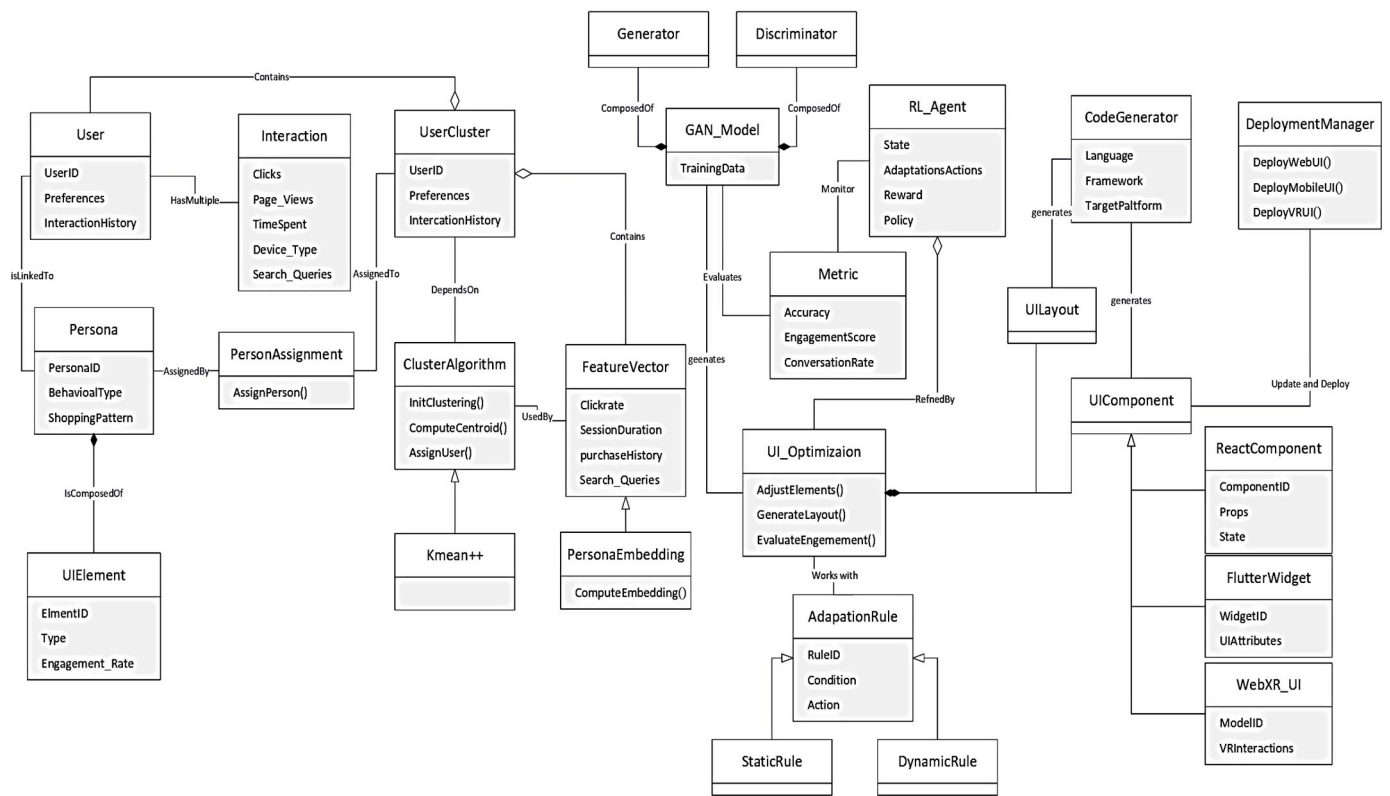 Generator
Discriminator
ComposedOf
ComposedOf
Contains
User
UserID
Preferences
InteractionHistory
HasMultiple
Interaction
Clicks
Page_Views
TimeSpent
Device_Type
Search_Queries
UserCluster
UserID
Preferences
IntercationHistory
Contains
GAN_Model
TrainingData
RL_Agent
State
AdaptationsActions
Reward
Policy
Monitor
CodeGenerator
Language
Framework
TargetPaltform
generates
generates
DeploymentManager
DeployWebUI()
DeployMobileUI()
DeployVRUI()
isLinkedTo
AssignedTo
DependsOn
Evaluates
Metric
Accuracy
EngagementScore
ConversationRate
UILayout
Persona
PersonaID
BehavioalType
ShoppingPattern
AssignedBy
PersonAssignment
AssignPerson()
ClusterAlgorithm
InitClustering()
ComputeCentroid()
AssignUser()
UsedBy
FeatureVector
Clickrate
SessionDuration
purchaseHistory
Search_Queries
geenates
RefnedBy
UIComponent
Update and Deploy
IsComposedOf
UI_Optimizaion
AdjustElements()
GenerateLayout()
EvaluateEngemement()
ReactComponent
ComponentID
Props
State
UIElement
ElmentID
Type
Engagement_Rate
Kmean++
PersonaEmbedding
ComputeEmbedding()
Works with
AdapationRule
RuleID
Condition
Action
FlutterWidget
WidgetID
UIAttributes
WebXR_UI
ModelID
VRInteractions
StaticRule
DynamicRule